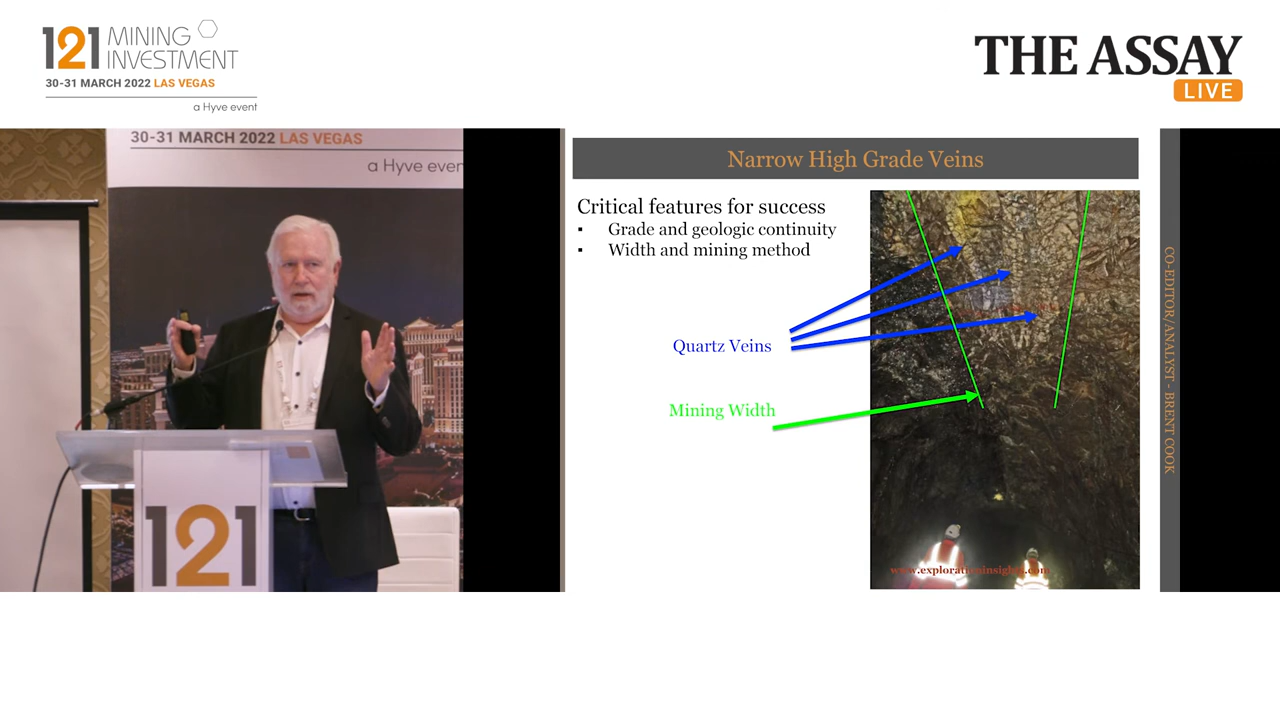 121 MINING
INVESTMENT
30-31 MARCH 2022 LAS VEGAS
a Hyve event
THE ASSAY
LIVE
30-31 MARCH 2022 LAS VEGAS
a Hyve even
121
Narrow High Grade Veins
Critical features for success
▪ Grade and geologic continuity
▪ Width and mining method
Quartz Veins
Mining Width
www.explorationinsights.com
CO-EDITOR/ANALYST - BRENT COOK